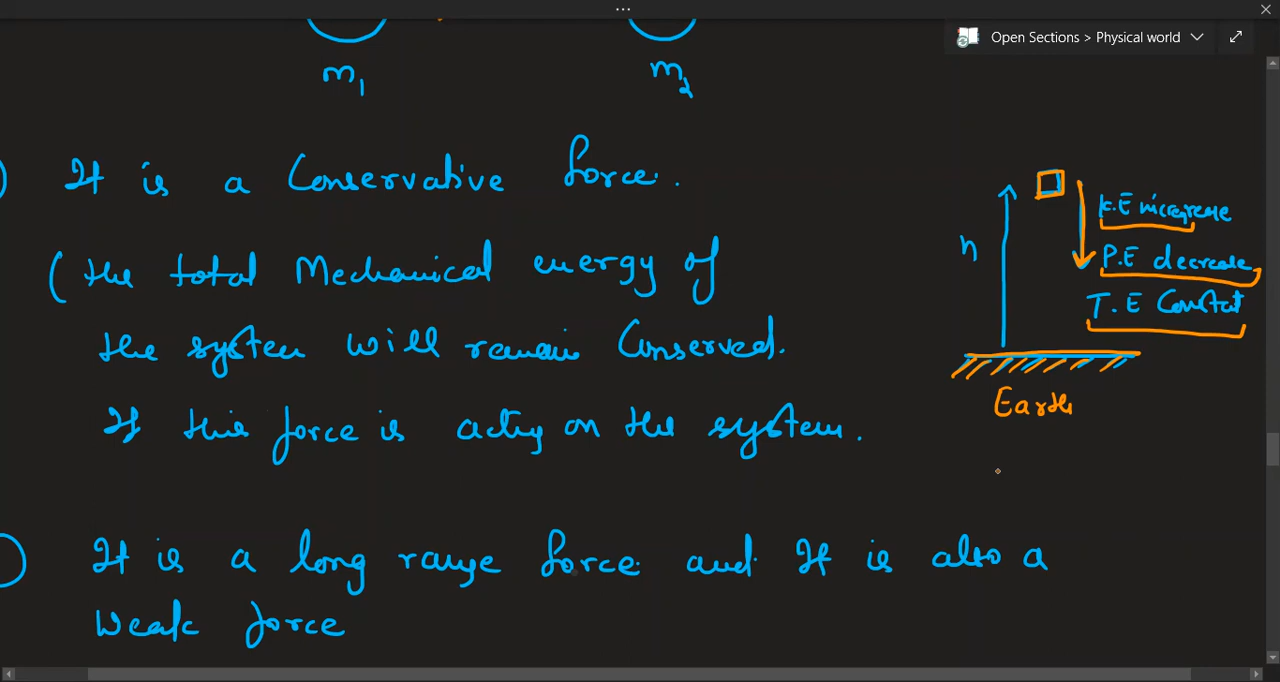 Open Sections > Physical world
m1 m2
It is a Conservative force.
(the total Mechanical energy of
the system will remain Conserved.
If this force is acting on the system.
h
K.E increase
P.E decrease
T.E Constat
Earth
It is a long range force and It is also a
Weak force